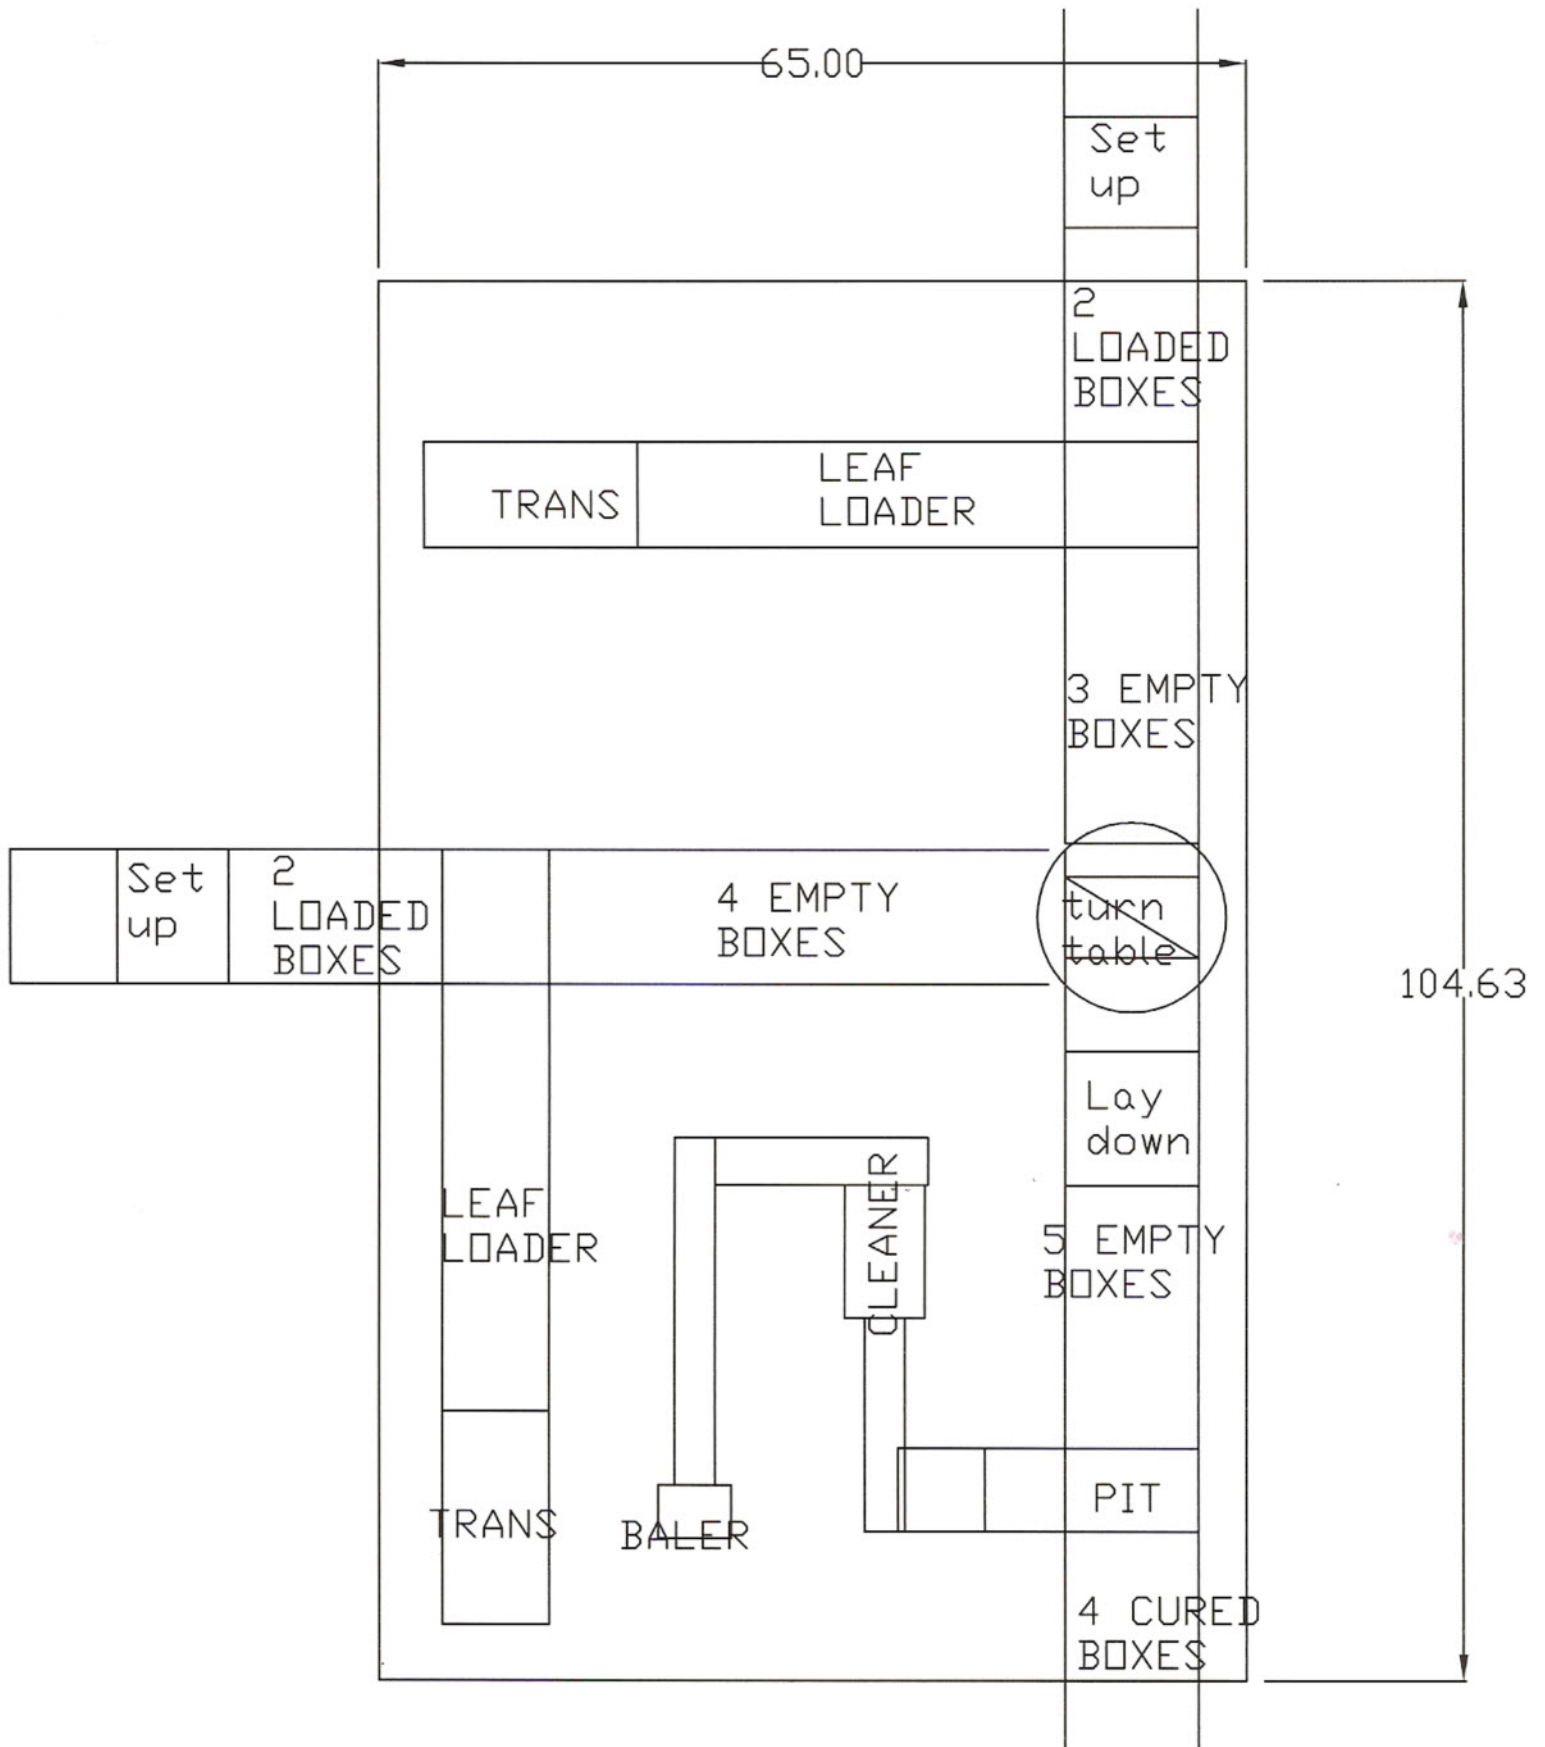 65.00
Set
up
2
LOADED
BOXES
LEAF
LOADER
TRANS
3 EMPTY
BOXES
Set
up
2
LOADED
BOXES
4 EMPTY
BOXES
turn
table
104.63
Lay
down
CLEANER
LEAF
LOADER
5 EMPTY
BOXES
PIT
TRANS
BALER
4 CURED
BOXES